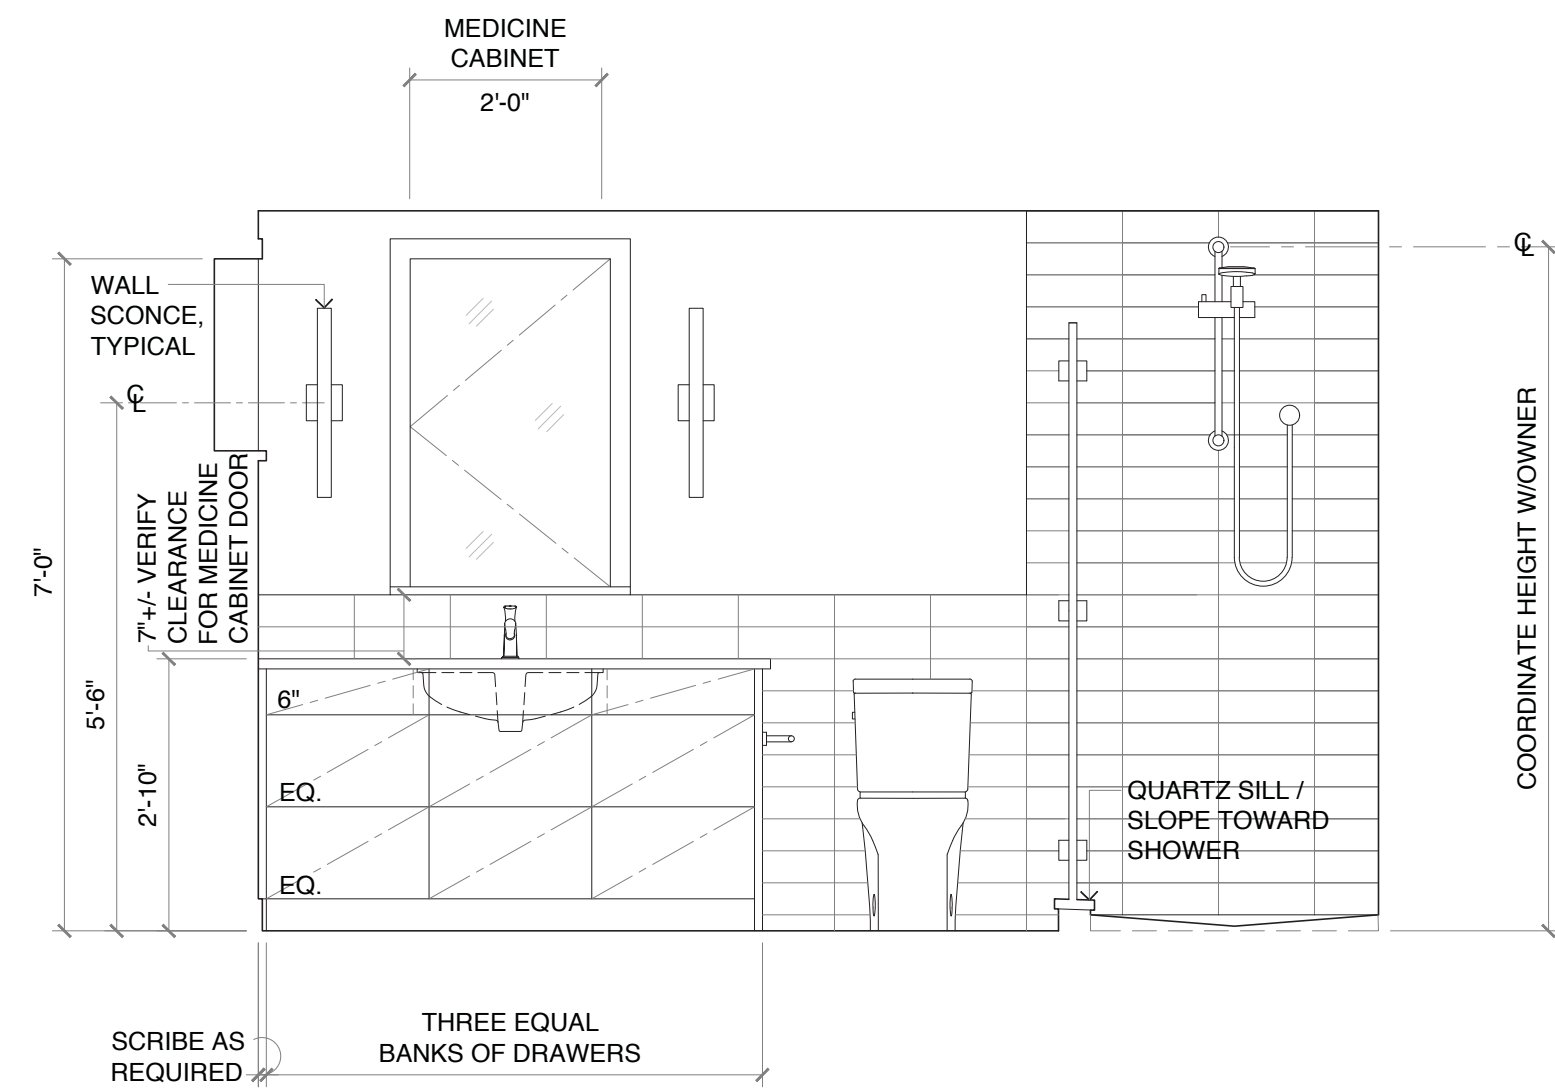 MEDICINE
CABINET
2'-0"
WALL
SCONCE,
TYPICAL
℄
℄
7'-0"
5'-6"
2'-10"
7"+/- VERIFY
CLEARANCE
FOR MEDICINE
CABINET DOOR
6"
EQ.
EQ.
QUARTZ SILL /
SLOPE TOWARD
SHOWER
COORDINATE HEIGHT W/OWNER
SCRIBE AS
REQUIRED
THREE EQUAL
BANKS OF DRAWERS